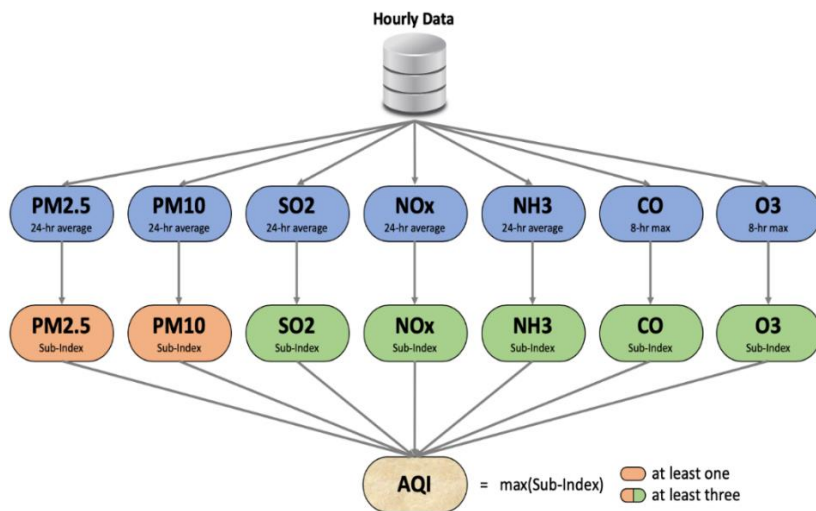 Hourly Data
PM2.5
24-hr average
PM10
24-hr average
SO2
24-hr average
NOx
24-hr average
NH3
24-hr average
CO
8-hr max
O3
8-hr max
PM2.5
Sub-Index
PM10
Sub-Index
SO2
Sub-Index
NOx
Sub-Index
NH3
Sub-Index
CO
Sub-Index
O3
Sub-Index
AQI
= max(Sub-Index)
at least one
at least three